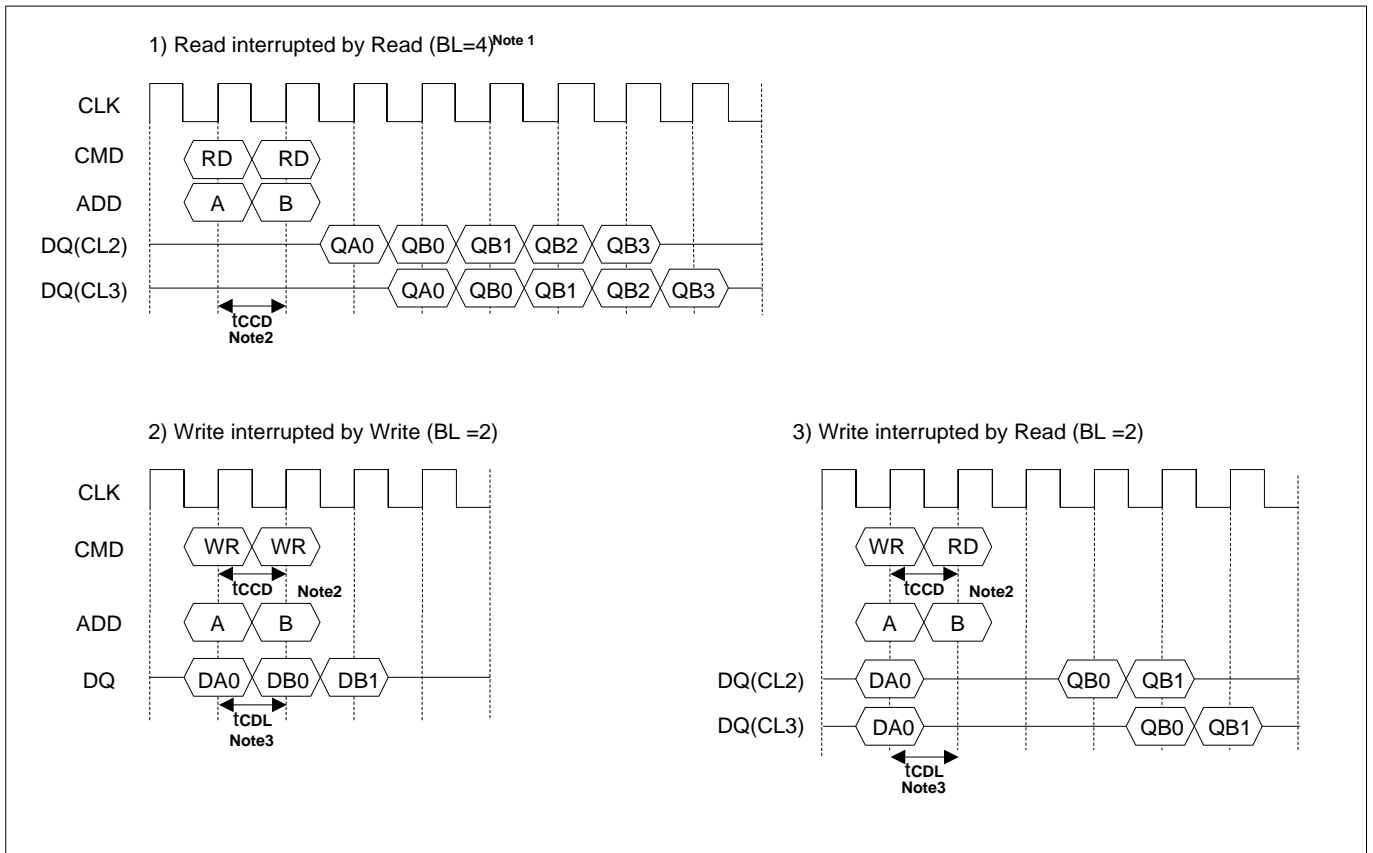 1) Read interrupted by Read (BL=4)Note 1
CLK
CMD RD RD
ADD A B
DQ(CL2) QA0 QB0 QB1 QB2 QB3
DQ(CL3) QA0 QB0 QB1 QB2 QB3
tCCD
Note2
2) Write interrupted by Write (BL =2)
CLK
CMD WR WR
tCCD Note2
ADD A B
DQ DA0 DB0 DB1
tCDL
Note3
3) Write interrupted by Read (BL =2)
CLK
CMD WR RD
tCCD Note2
ADD A B
DQ(CL2) DA0 QB0 QB1
DQ(CL3) DA0 QB0 QB1
tCDL
Note3